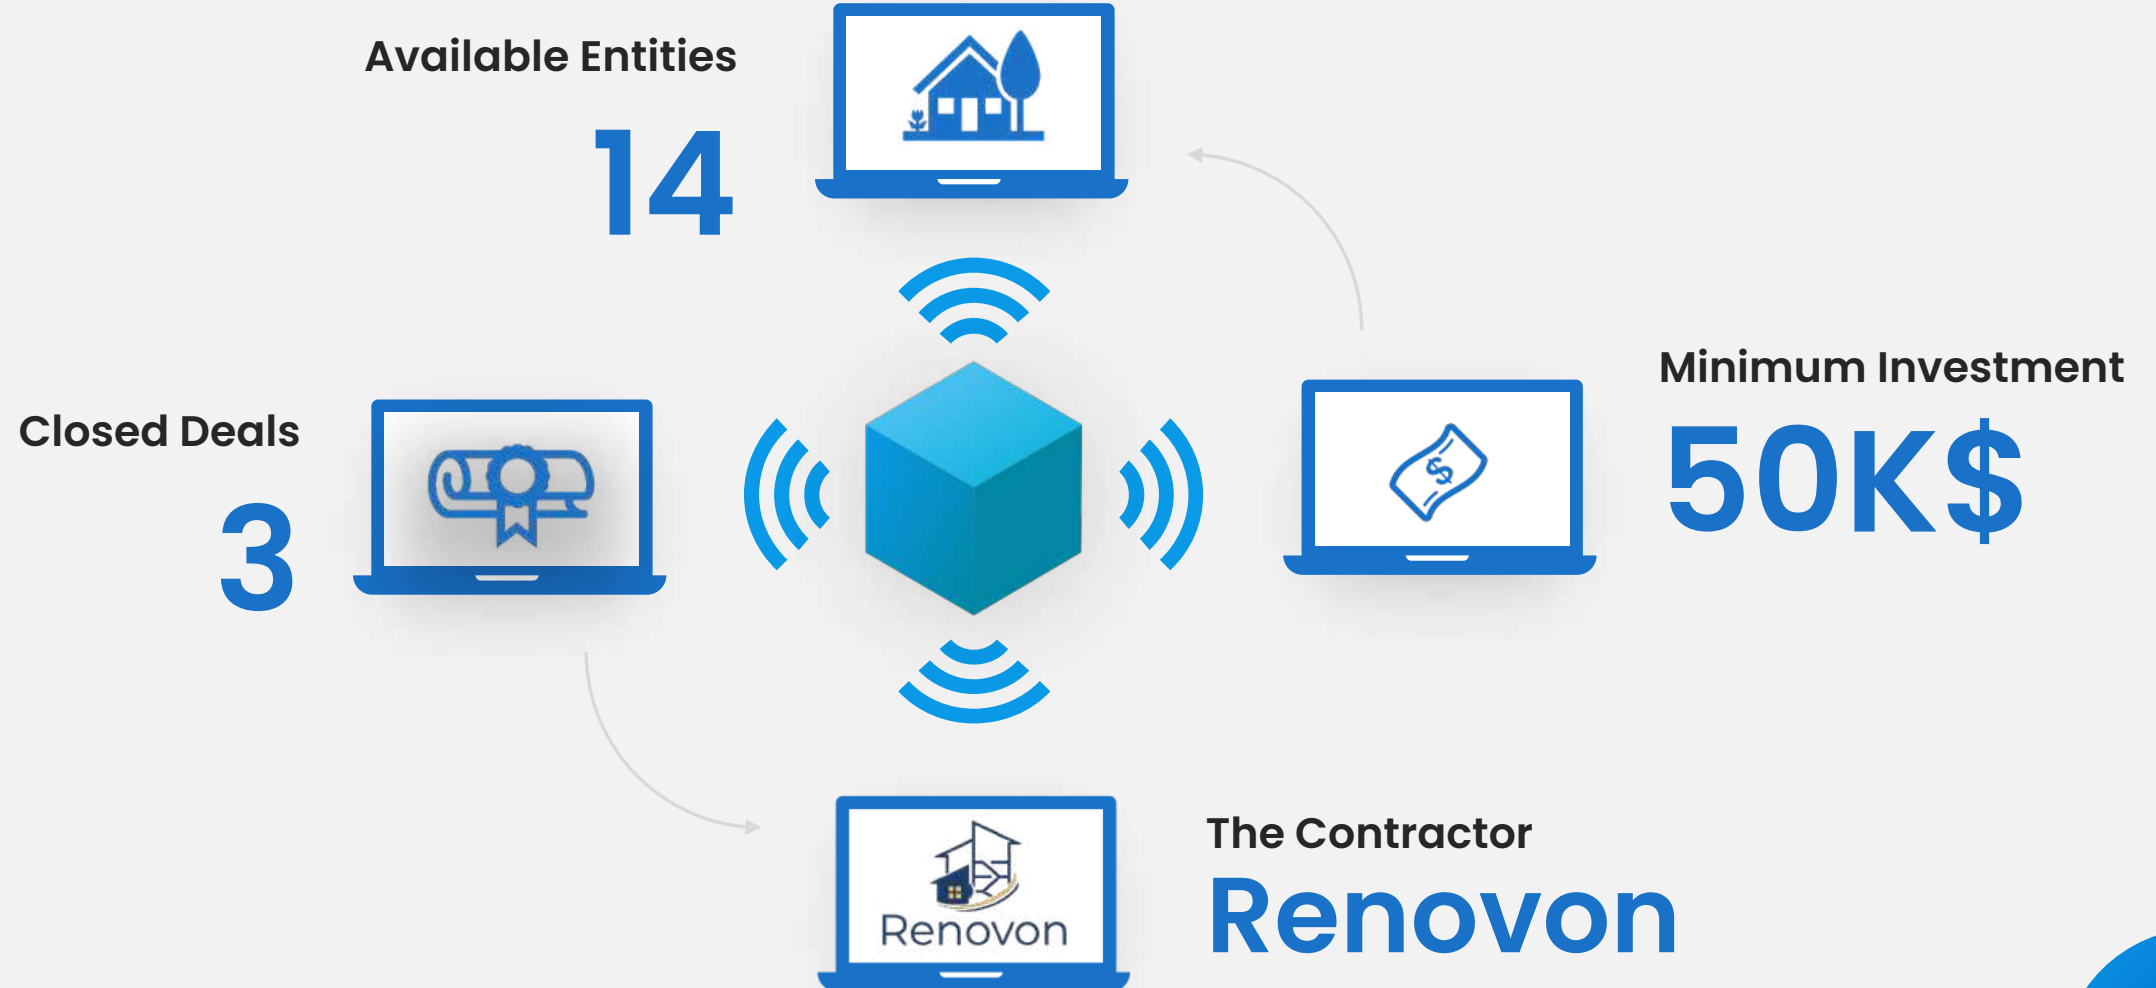 Available Entities
14
Minimum Investment
50K$
Closed Deals
3
$
The Contractor
Renovon
Renovon